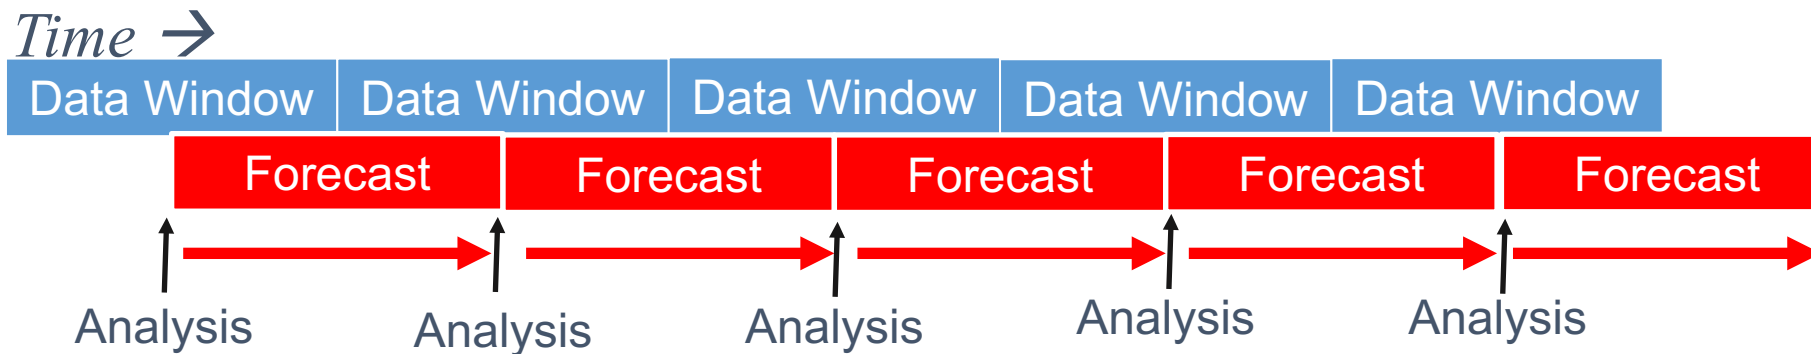 Time →
Data Window Data Window Data Window Data Window Data Window
Forecast Forecast Forecast Forecast Forecast
Analysis Analysis Analysis Analysis Analysis